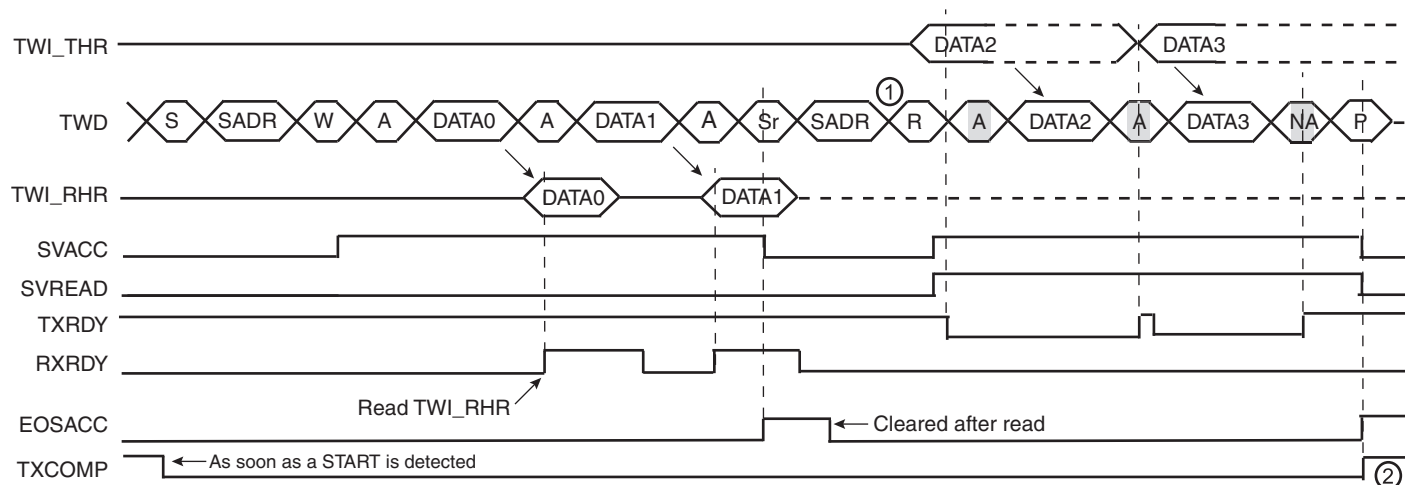 TWI_THR DATA2 DATA3
①
TWD S SADR W A DATA0 A DATA1 A Sr SADR R A DATA2 A DATA3 NA P
TWI_RHR DATA0 DATA1
SVACC
SVREAD
TXRDY
RXRDY
Read TWI_RHR
EOSACC Cleared after read
TXCOMP As soon as a START is detected ②